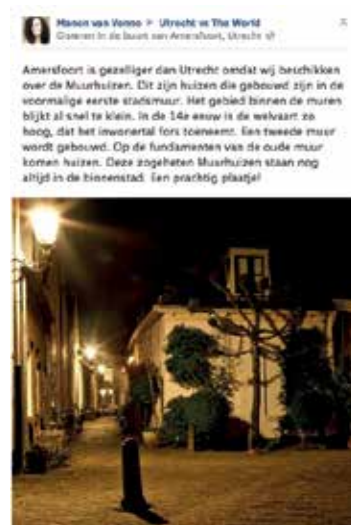 Manon van Vonno ▸ Utrecht vs The World
Gisteren in de buurt van Amersfoort, Utrecht
Amersfoort is gezelliger dan Utrecht omdat wij beschikken
over de Muurhuizen. Dit zijn huizen die gebouwd zijn in de
voormalige eerste stadsmuur. Het gebied binnen de muren
blijkt al snel te klein. In de 14e eeuw is de welvaart zo
hoog, dat het inwonertal fors toeneemt. Een tweede muur
wordt gebouwd. Op de fundamenten van de oude muur
komen huizen. Deze zogeheten Muurhuizen staan nog
altijd in de binnenstad. Een prachtig plaatje!